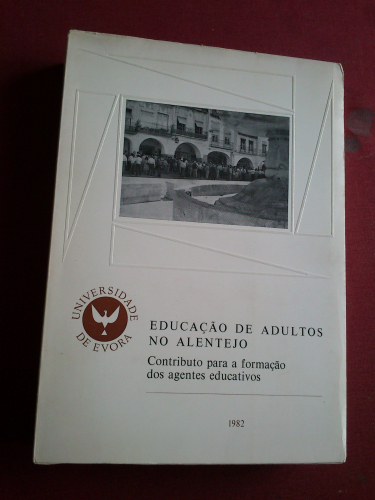 UNIVERSIDADE
DE EVORA
EDUCAÇÃO DE ADULTOS
NO ALENTEJO
Contributo para a formação
dos agentes educativos
1982